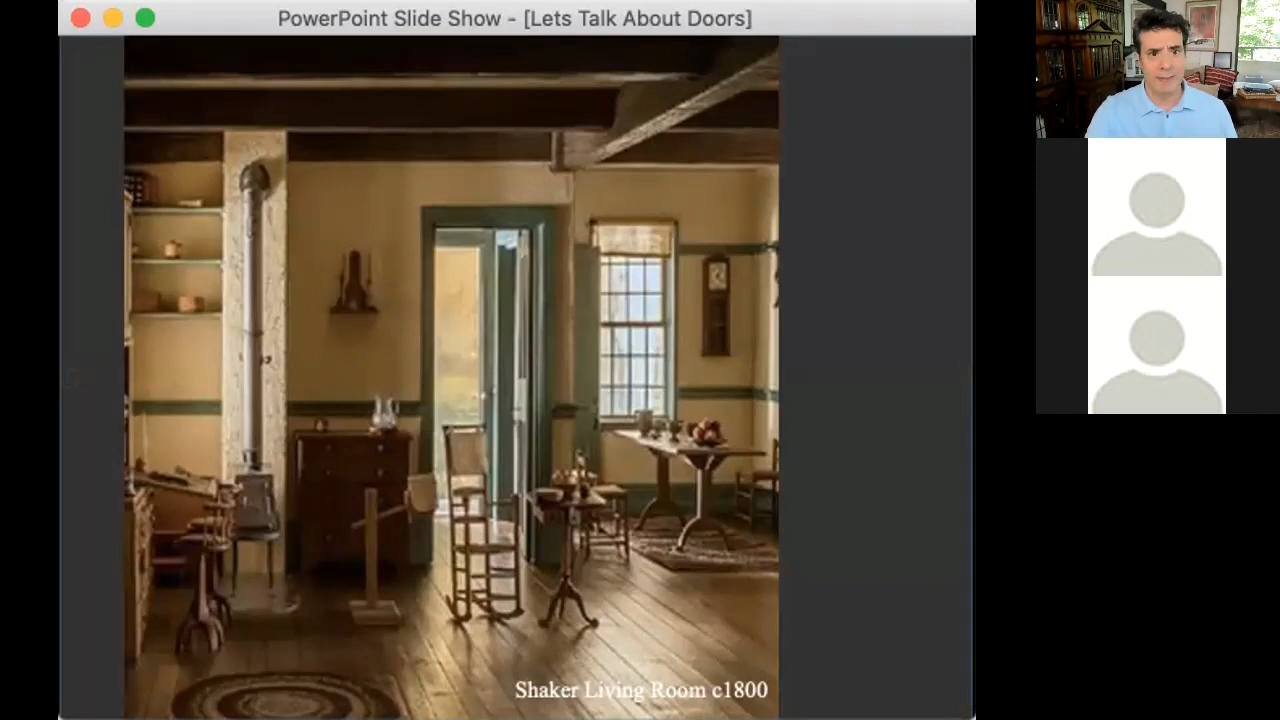 PowerPoint Slide Show - [Lets Talk About Doors]
Shaker Living Room c1800